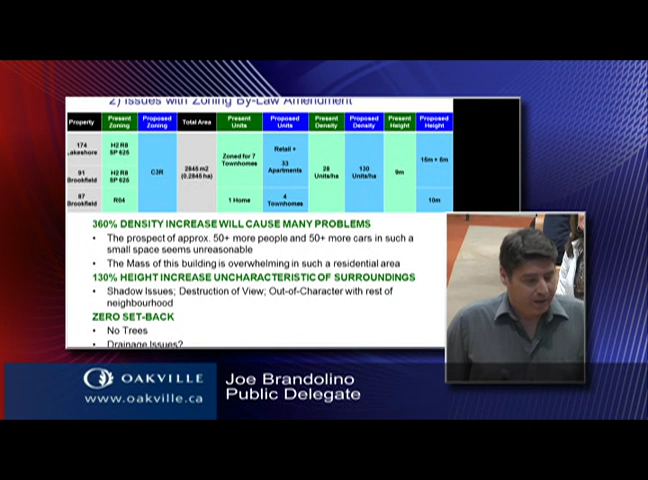 2) Issues with Zoning By-Law Amendment
Property Present Zoning Proposed Zoning Total Area Present Units Proposed Units Present Density Proposed Density Present Height Proposed Height
174 Lakeshore H2 R8 SP 625 C3R 2845 m2 (0.2845 ha) Zoned for 7 Townhomes Retail + 33 Apartments 28 Units/ha 130 Units/ha 9m 15m + 5m
91 Brookfield H2 R8 SP 625
87 Brookfield R04 1 Home 4 Townhomes 10m
360% DENSITY INCREASE WILL CAUSE MANY PROBLEMS
• The prospect of approx. 50+ more people and 50+ more cars in such a
small space seems unreasonable
• The Mass of this building is overwhelming in such a residential area
130% HEIGHT INCREASE UNCHARACTERISTIC OF SURROUNDINGS
• Shadow Issues; Destruction of View; Out-of-Character with rest of
neighbourhood
ZERO SET-BACK
• No Trees
• Drainage Issues?
OAKVILLE
www.oakville.ca
Joe Brandolino
Public Delegate